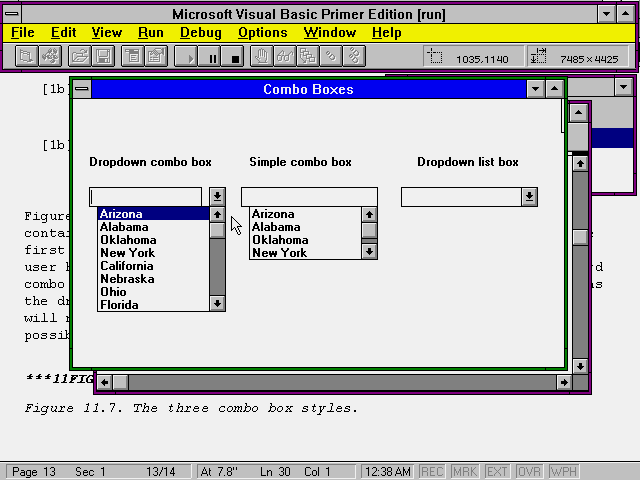 Microsoft Visual Basic Primer Edition [run]
File Edit View Run Debug Options Window Help
1035,1140 7485×4425
[1b]
Combo Boxes
[1b]
Dropdown combo box Simple combo box Dropdown list box
Arizona
Alabama
Oklahoma
New York
California
Nebraska
Ohio
Florida
Arizona
Alabama
Oklahoma
New York
Figure
contai
first
user
combo
the
will
possib
***11FIG
Figure 11.7. The three combo box styles.
Page 13 Sec 1 13/14 At 7.8" Ln 30 Col 1 12:38 AM REC MRK EXT OVR WPH